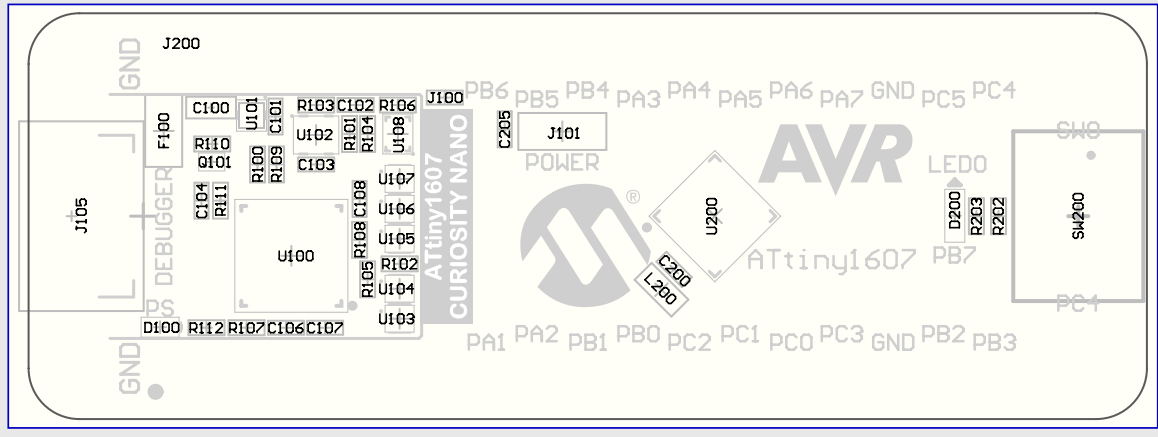 GND
J200
PB6 PB5 PB4 PA3 PA4 PA5 PA6 PA7 GND PC5 PC4
J100
C100
U101
C101
R103
C102
R106
F100
U102
R101
R104
U108
C205
J101
POWER
AVR
SW0
R110
Q101
R100
R109
C103
LED0
J105
DEBUGGER
C104
R111
U107
C108
U106
ATtiny1607
CURIOSITY NANO
®
U200
D200
R203
R202
SW200
U100
R108
U105
R102
R105
U104
C200
L200
ATtiny1607
PB7
PS
D100
R112
R107
C106
C107
U103
PC4
PA1 PA2 PB1 PB0 PC2 PC1 PC0 PC3 GND PB2 PB3
GND